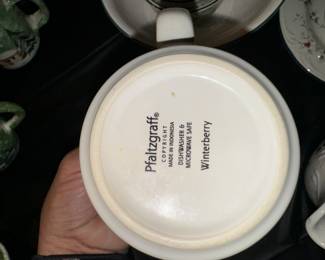 Pfaltzgraff®
COPYRIGHT
MADE IN INDONESIA
DISHWASHER &
MICROWAVE SAFE
Winterberry